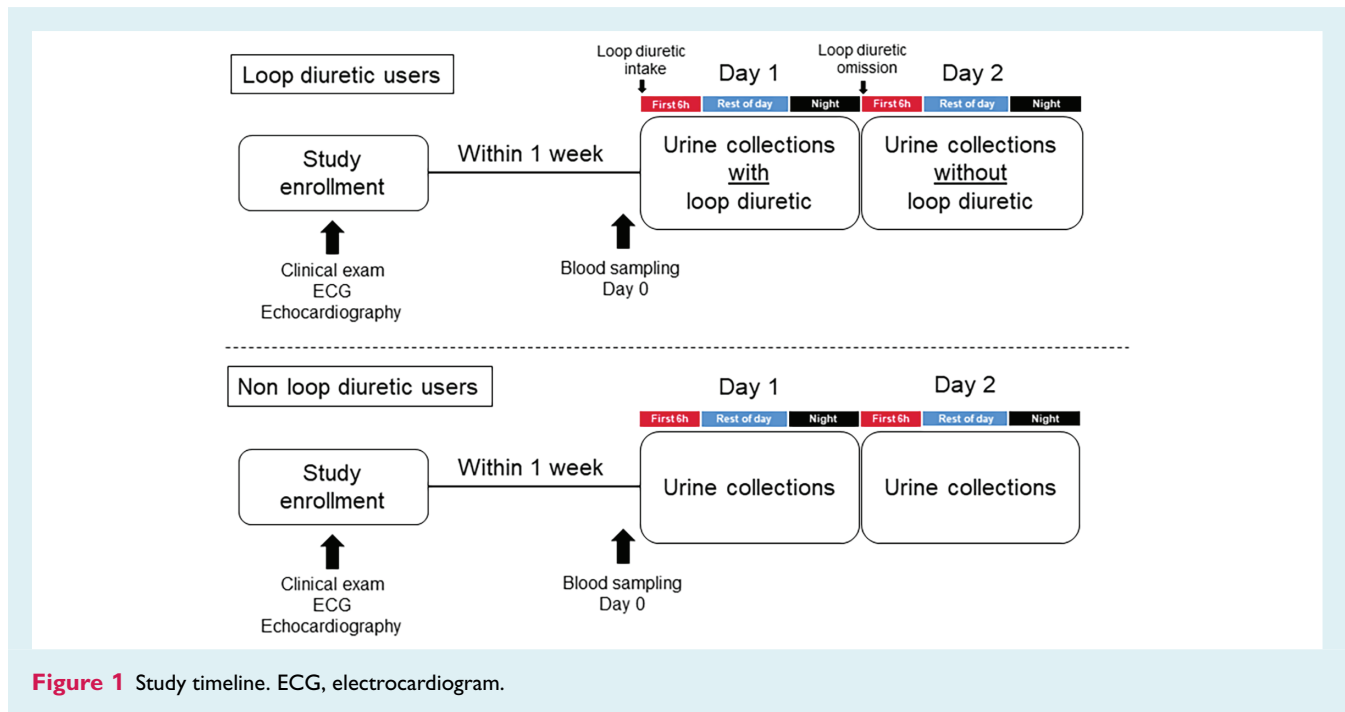 Loop diuretic users
Loop diuretic
intake
Day 1
Loop diuretic
omission
Day 2
First 6h
Rest of day
Night
First 6h
Rest of day
Night
Study
enrollment
Within 1 week
Urine collections
with
loop diuretic
Urine collections
without
loop diuretic
Clinical exam
ECG
Echocardiography
Blood sampling
Day 0
Non loop diuretic users
Day 1
Day 2
First 6h
Rest of day
Night
First 6h
Rest of day
Night
Study
enrollment
Within 1 week
Urine collections
Urine collections
Clinical exam
ECG
Echocardiography
Blood sampling
Day 0
Figure 1 Study timeline. ECG, electrocardiogram.